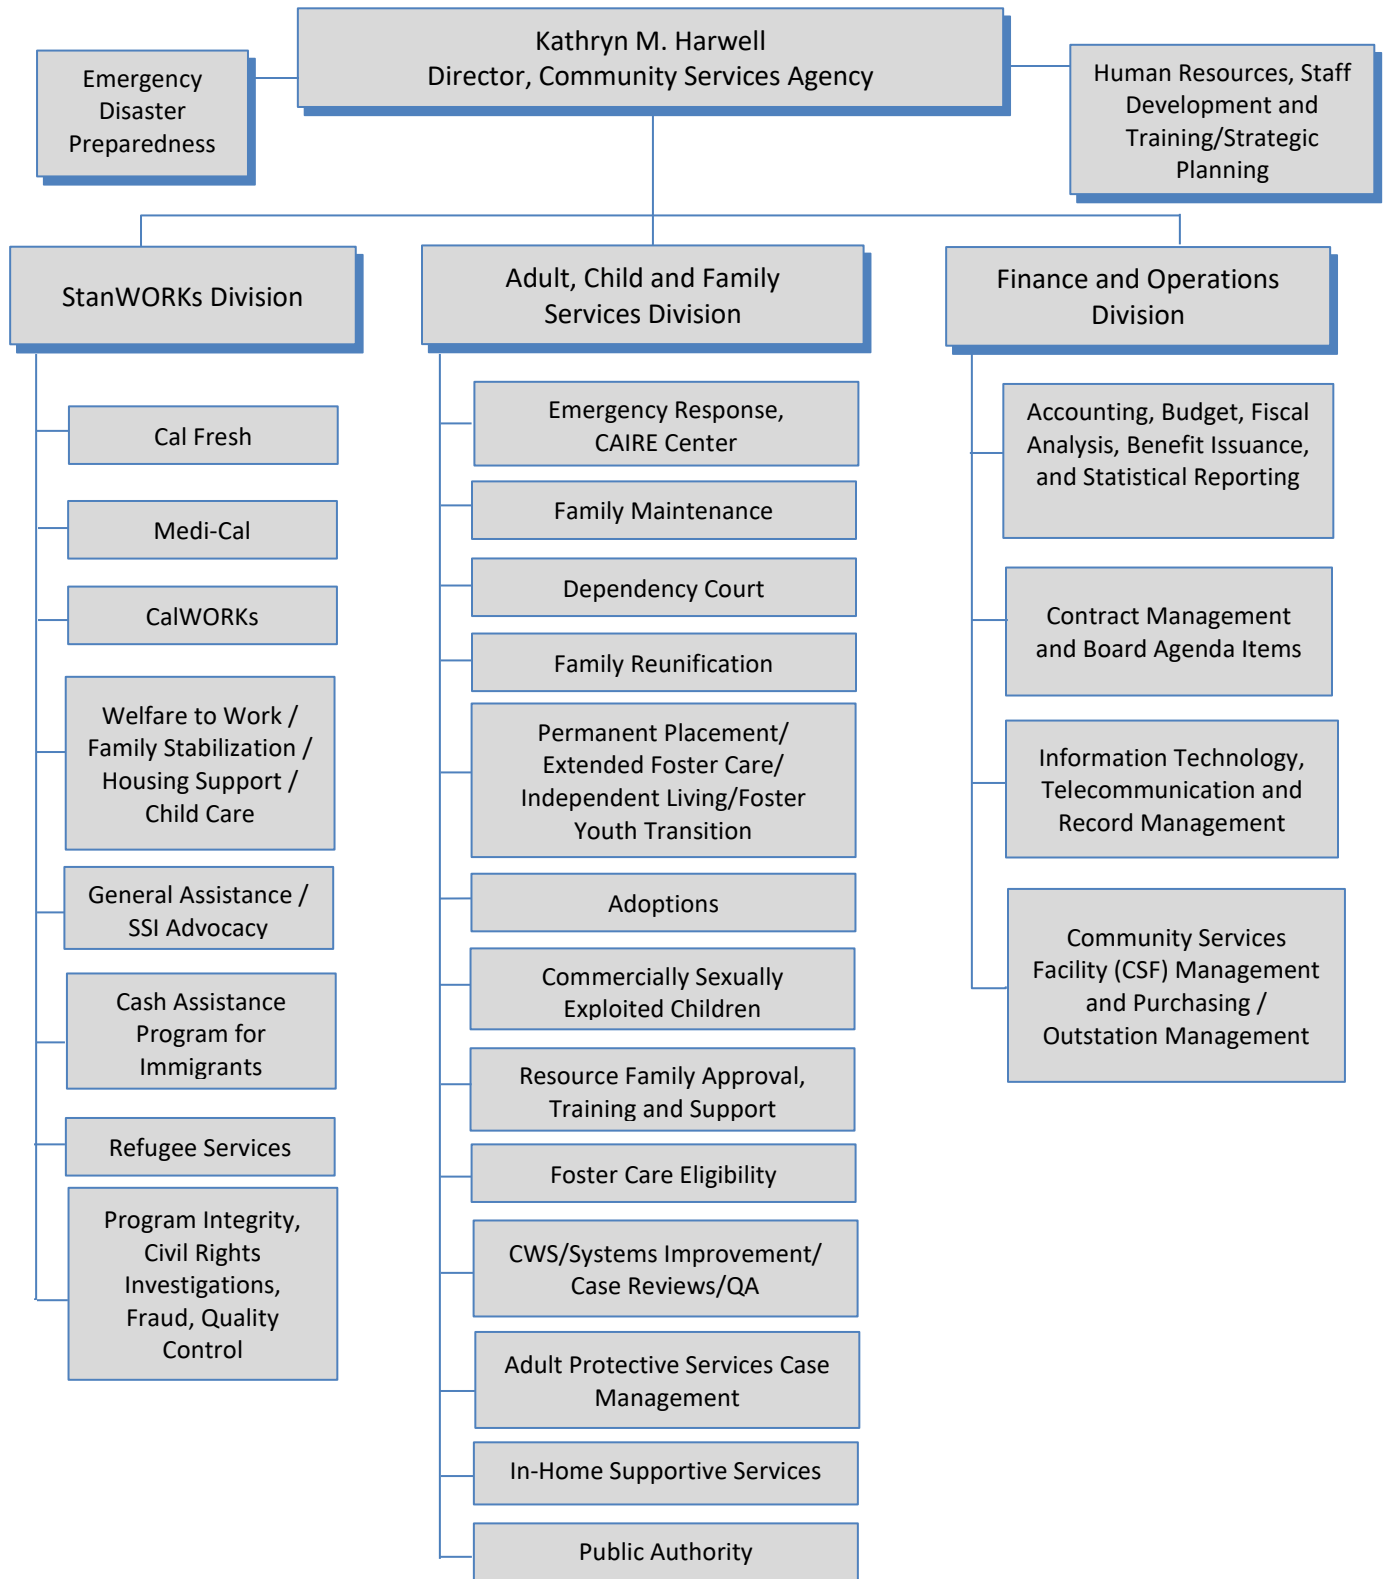 Kathryn M. Harwell
Director, Community Services Agency
Emergency
Disaster
Preparedness
Human Resources, Staff
Development and
Training/Strategic
Planning
StanWORKs Division
Adult, Child and Family
Services Division
Finance and Operations
Division
Cal Fresh
Medi-Cal
CalWORKs
Welfare to Work /
Family Stabilization /
Housing Support /
Child Care
General Assistance /
SSI Advocacy
Cash Assistance
Program for
Immigrants
Refugee Services
Program Integrity,
Civil Rights
Investigations,
Fraud, Quality
Control
Emergency Response,
CAIRE Center
Family Maintenance
Dependency Court
Family Reunification
Permanent Placement/
Extended Foster Care/
Independent Living/Foster
Youth Transition
Adoptions
Commercially Sexually
Exploited Children
Resource Family Approval,
Training and Support
Foster Care Eligibility
CWS/Systems Improvement/
Case Reviews/QA
Adult Protective Services Case
Management
In-Home Supportive Services
Public Authority
Accounting, Budget, Fiscal
Analysis, Benefit Issuance,
and Statistical Reporting
Contract Management
and Board Agenda Items
Information Technology,
Telecommunication and
Record Management
Community Services
Facility (CSF) Management
and Purchasing /
Outstation Management